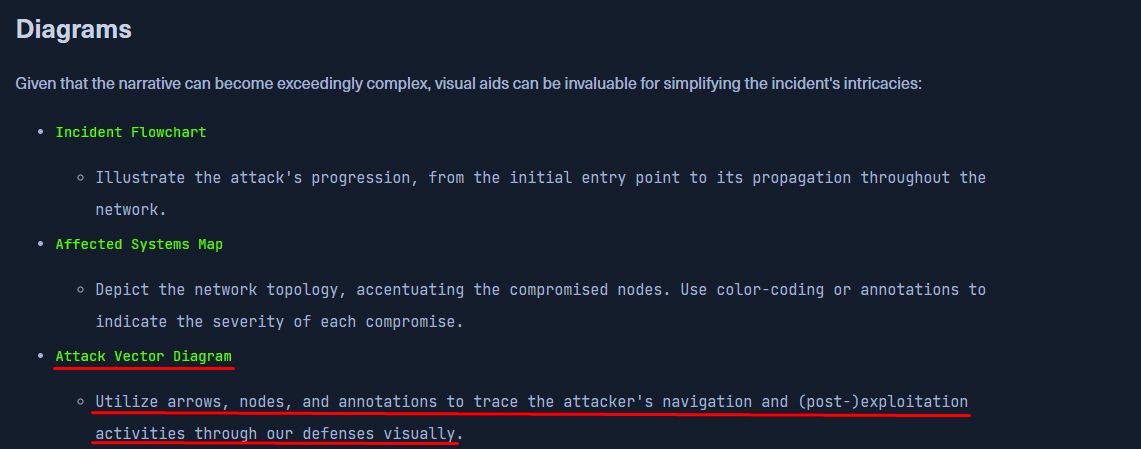 Diagrams
Given that the narrative can become exceedingly complex, visual aids can be invaluable for simplifying the incident's intricacies:
Incident Flowchart
Illustrate the attack's progression, from the initial entry point to its propagation throughout the
network.
Affected Systems Map
Depict the network topology, accentuating the compromised nodes. Use color-coding or annotations to
indicate the severity of each compromise.
Attack Vector Diagram
Utilize arrows, nodes, and annotations to trace the attacker's navigation and (post-)exploitation
activities through our defenses visually.